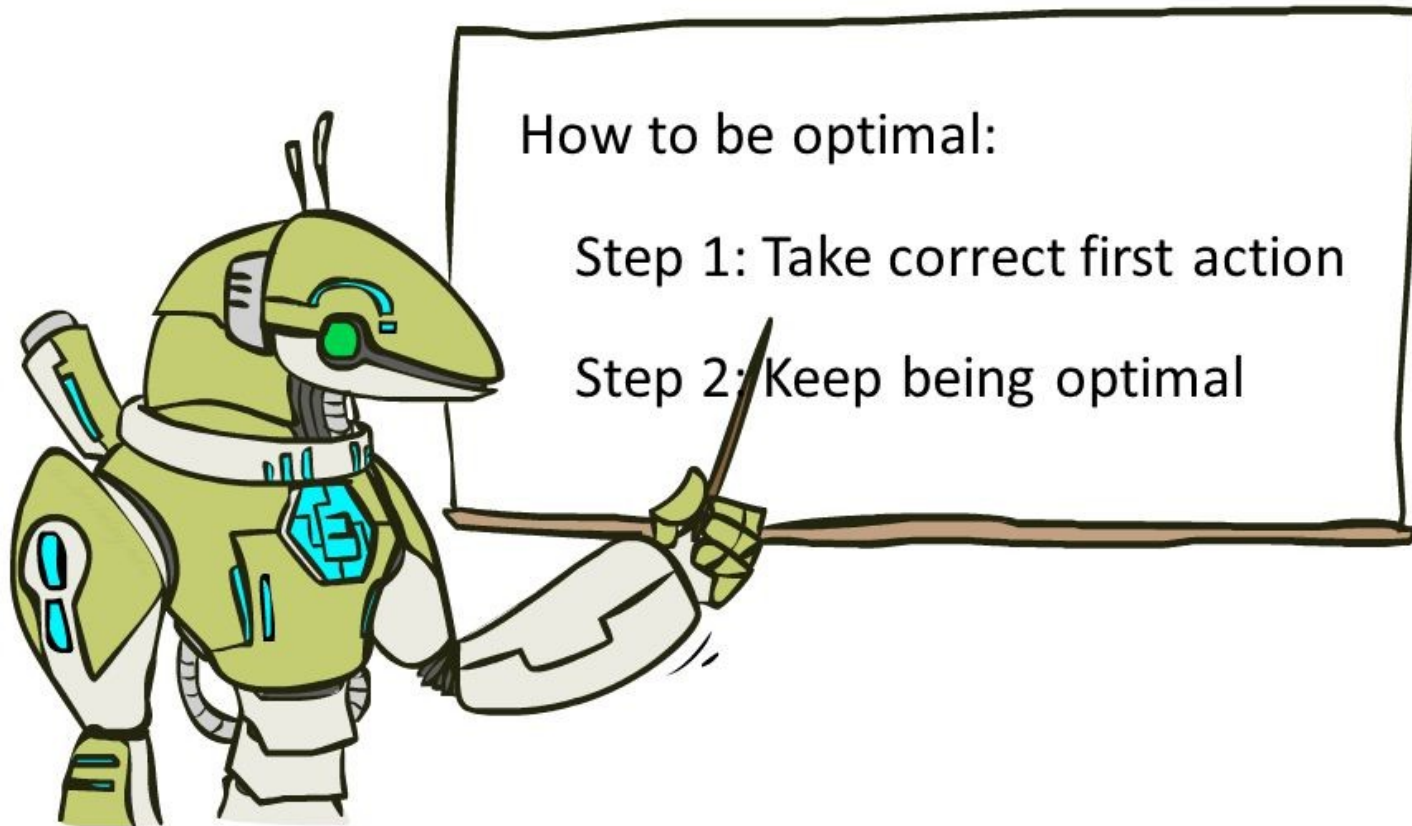 How to be optimal:
Step 1: Take correct first action
Step 2: Keep being optimal